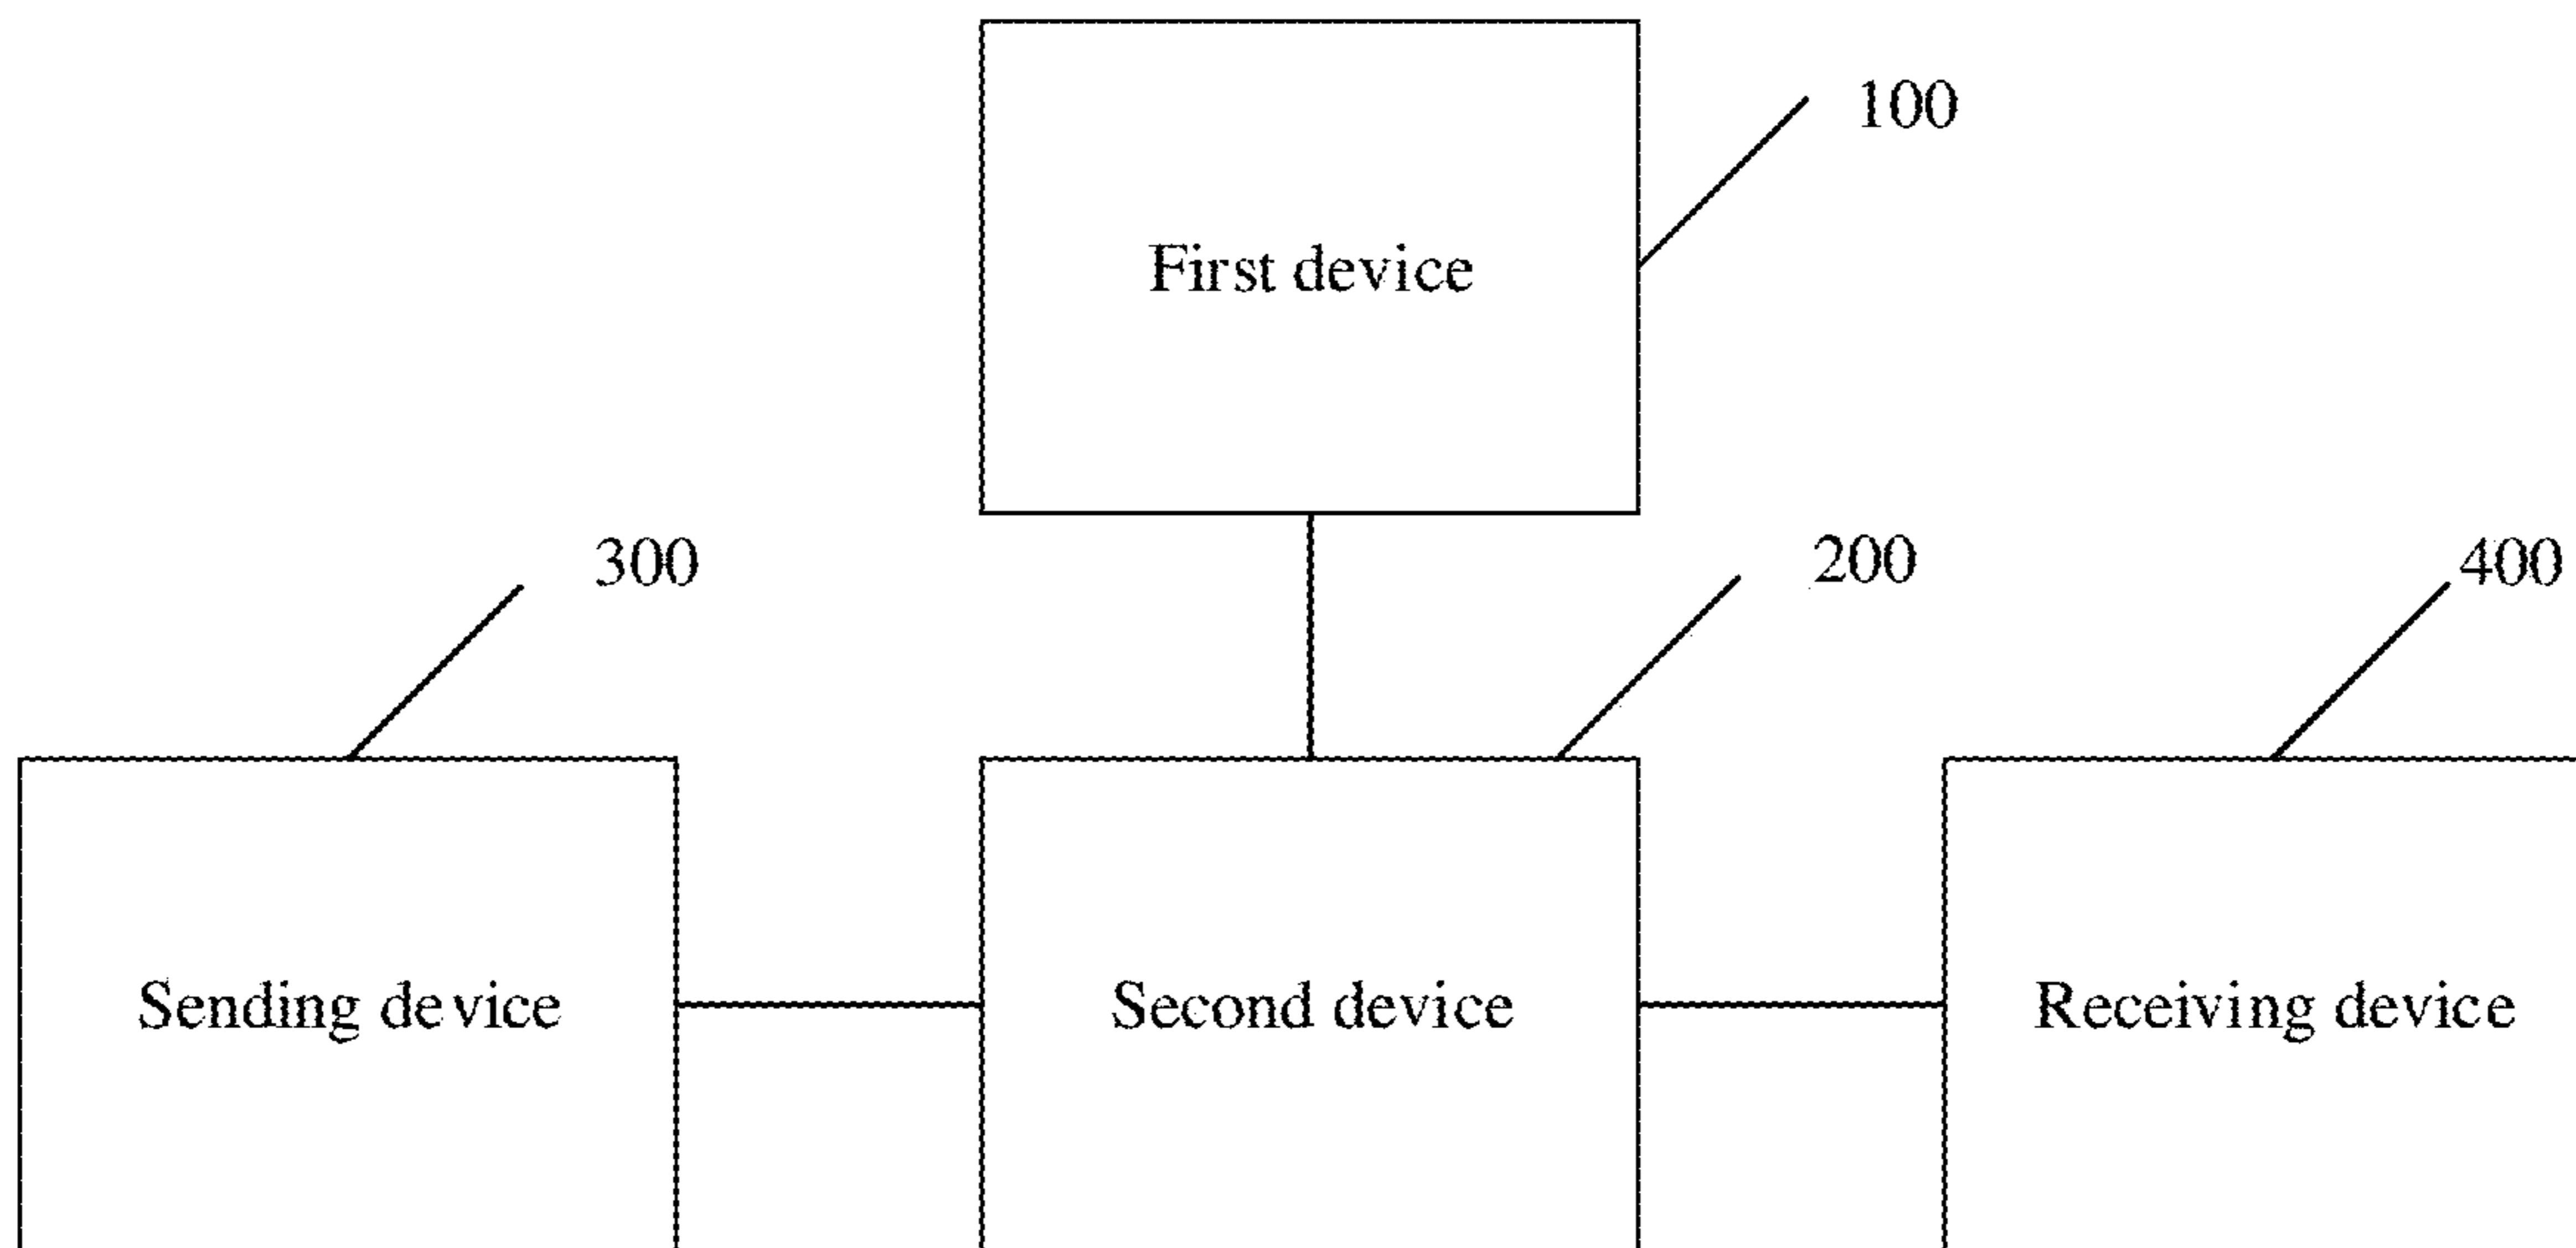 100
First device
300
200
400
Sending device
Second device
Receiving device